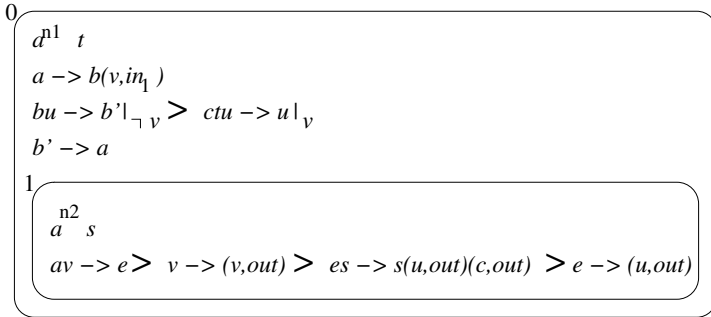 0
a^n1 t
a −> b(v,in_1 )
bu −> b'|_¬ v > ctu −> u|_v
b' −> a
1
a^n2 s
av −> e > v −> (v,out) > es −> s(u,out)(c,out) > e −> (u,out)